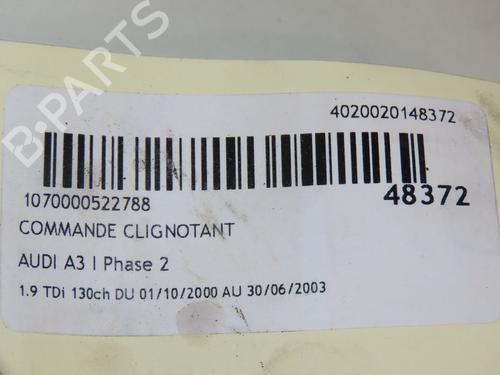 4020020148372
1070000522788
48372
COMMANDE CLIGNOTANT
AUDI A3 I Phase 2
1.9 TDi 130ch DU 01/10/2000 AU 30/06/2003
B-PARTS